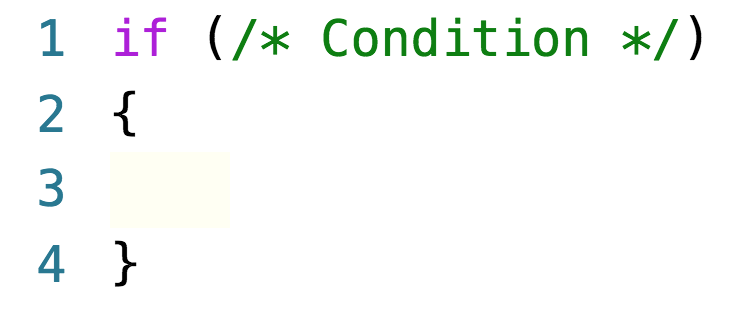 1 if (/* Condition */)
2 {
3
4 }